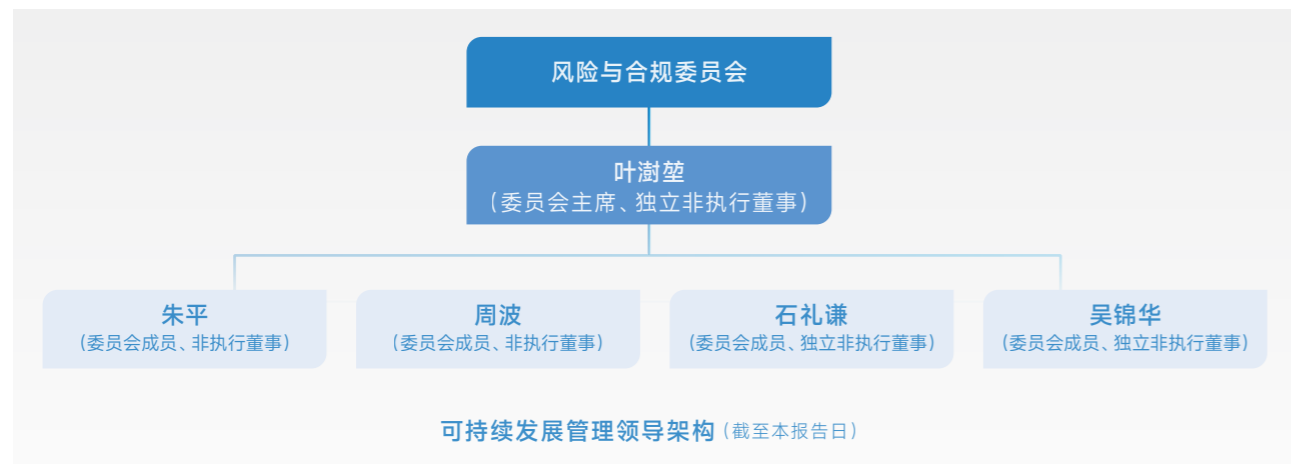 风险与合规委员会
叶澍堃
（委员会主席、独立非执行董事）
朱平
（委员会成员、非执行董事）
周波
（委员会成员、非执行董事）
石礼谦
（委员会成员、独立非执行董事）
吴锦华
（委员会成员、独立非执行董事）
可持续发展管理领导架构（截至本报告日）